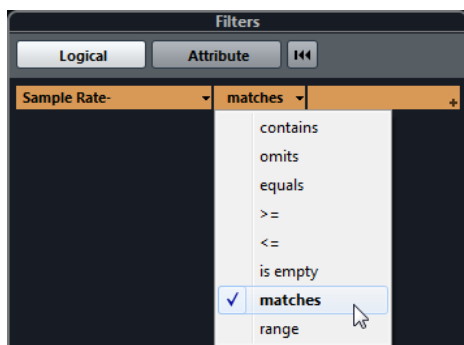 Filters
Logical Attribute
Sample Rate- matches +
contains
omits
equals
>=
<=
is empty
✓ matches
range